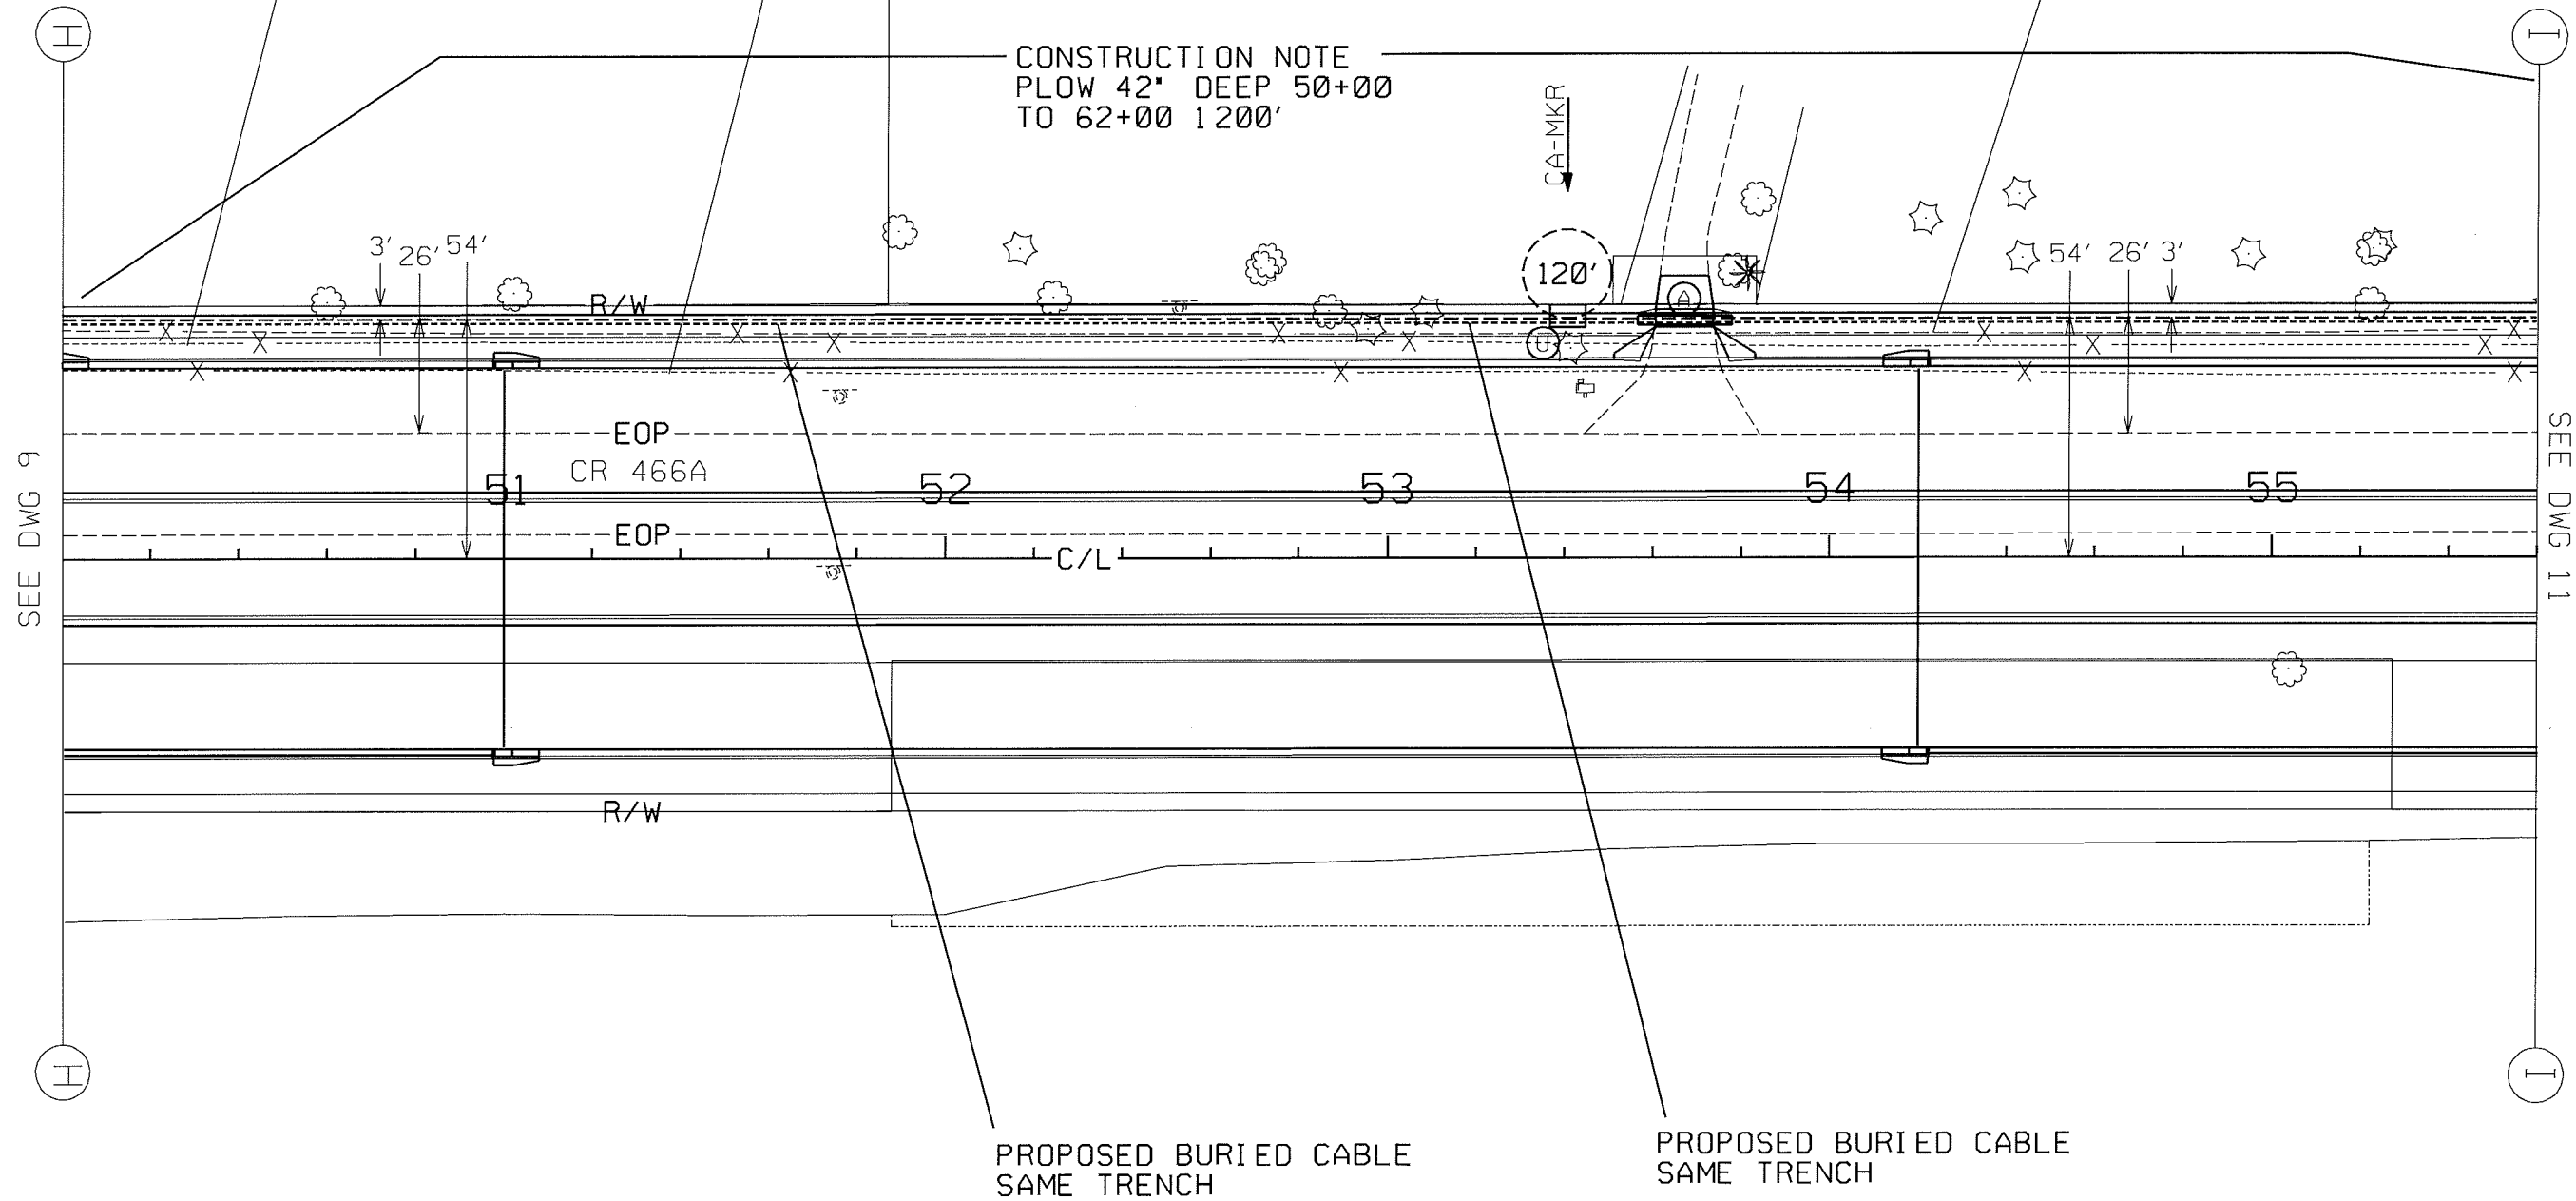 H
I
CONSTRUCTION NOTE
PLOW 42" DEEP 50+00
TO 62+00 1200'
CA-MKR
3' 26' 54'
120'
54' 26' 3'
R/W
A
U
EOP
CR 466A
51 52 53 54 55
EOP
C/L
SEE DWG 9
SEE DWG 11
R/W
H
I
PROPOSED BURIED CABLE
SAME TRENCH
PROPOSED BURIED CABLE
SAME TRENCH